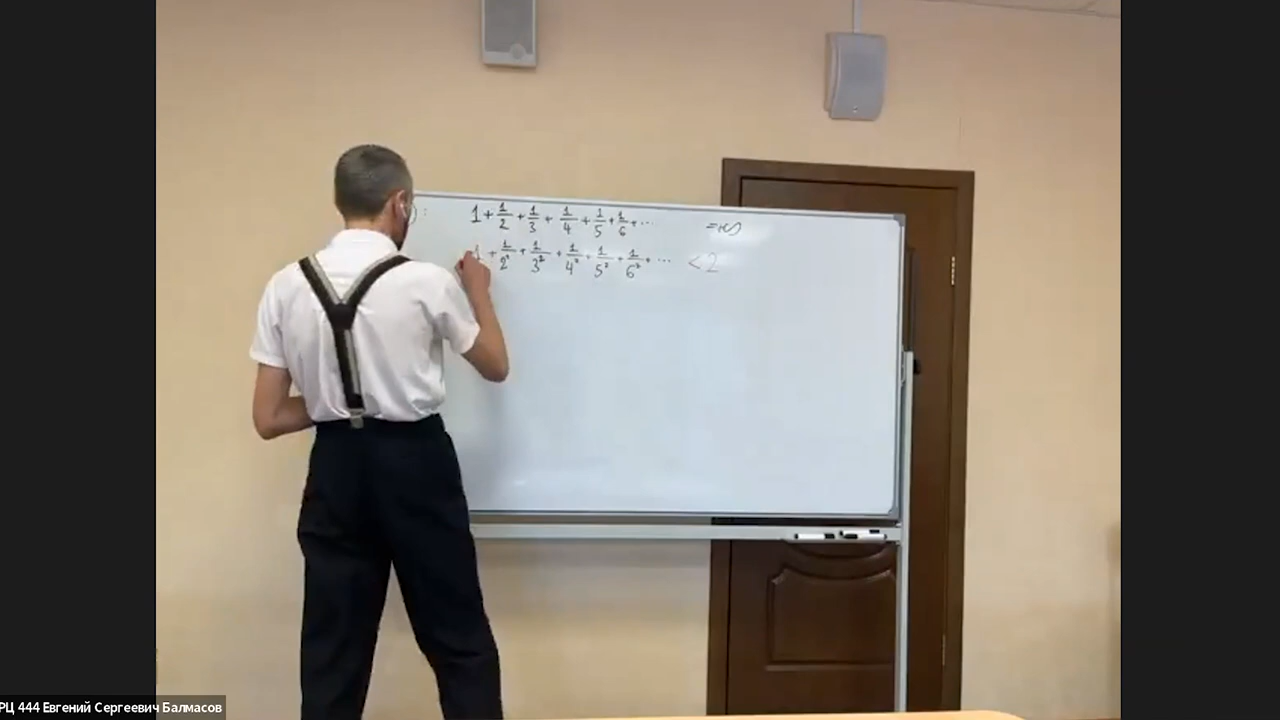 1 + 1/2 + 1/3 + 1/4 + 1/5 + 1/6 + ... = +∞
1 + 1/2² + 1/3² + 1/4² + 1/5² + 1/6² + ... < 2
РЦ 444 Евгений Сергеевич Балмасов